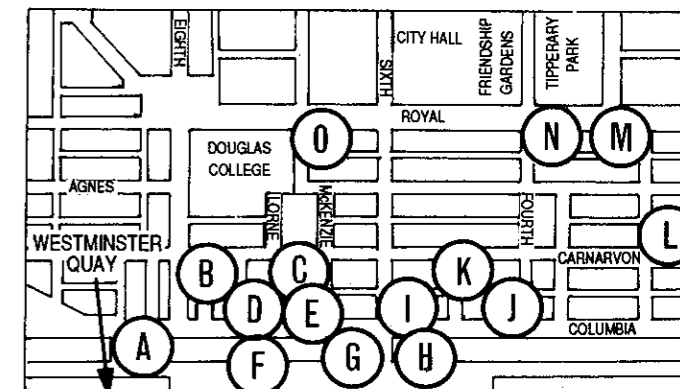 EIGHTH
CITY HALL
SIXTH
FRIENDSHIP
GARDENS
TIPPERARY
PARK
ROYAL
O
N
M
DOUGLAS
COLLEGE
AGNES
LORNE
McKENZIE
FOURTH
L
WESTMINSTER
QUAY
CARNARVON
B
C
K
D
E
I
J
COLUMBIA
A
F
G
H